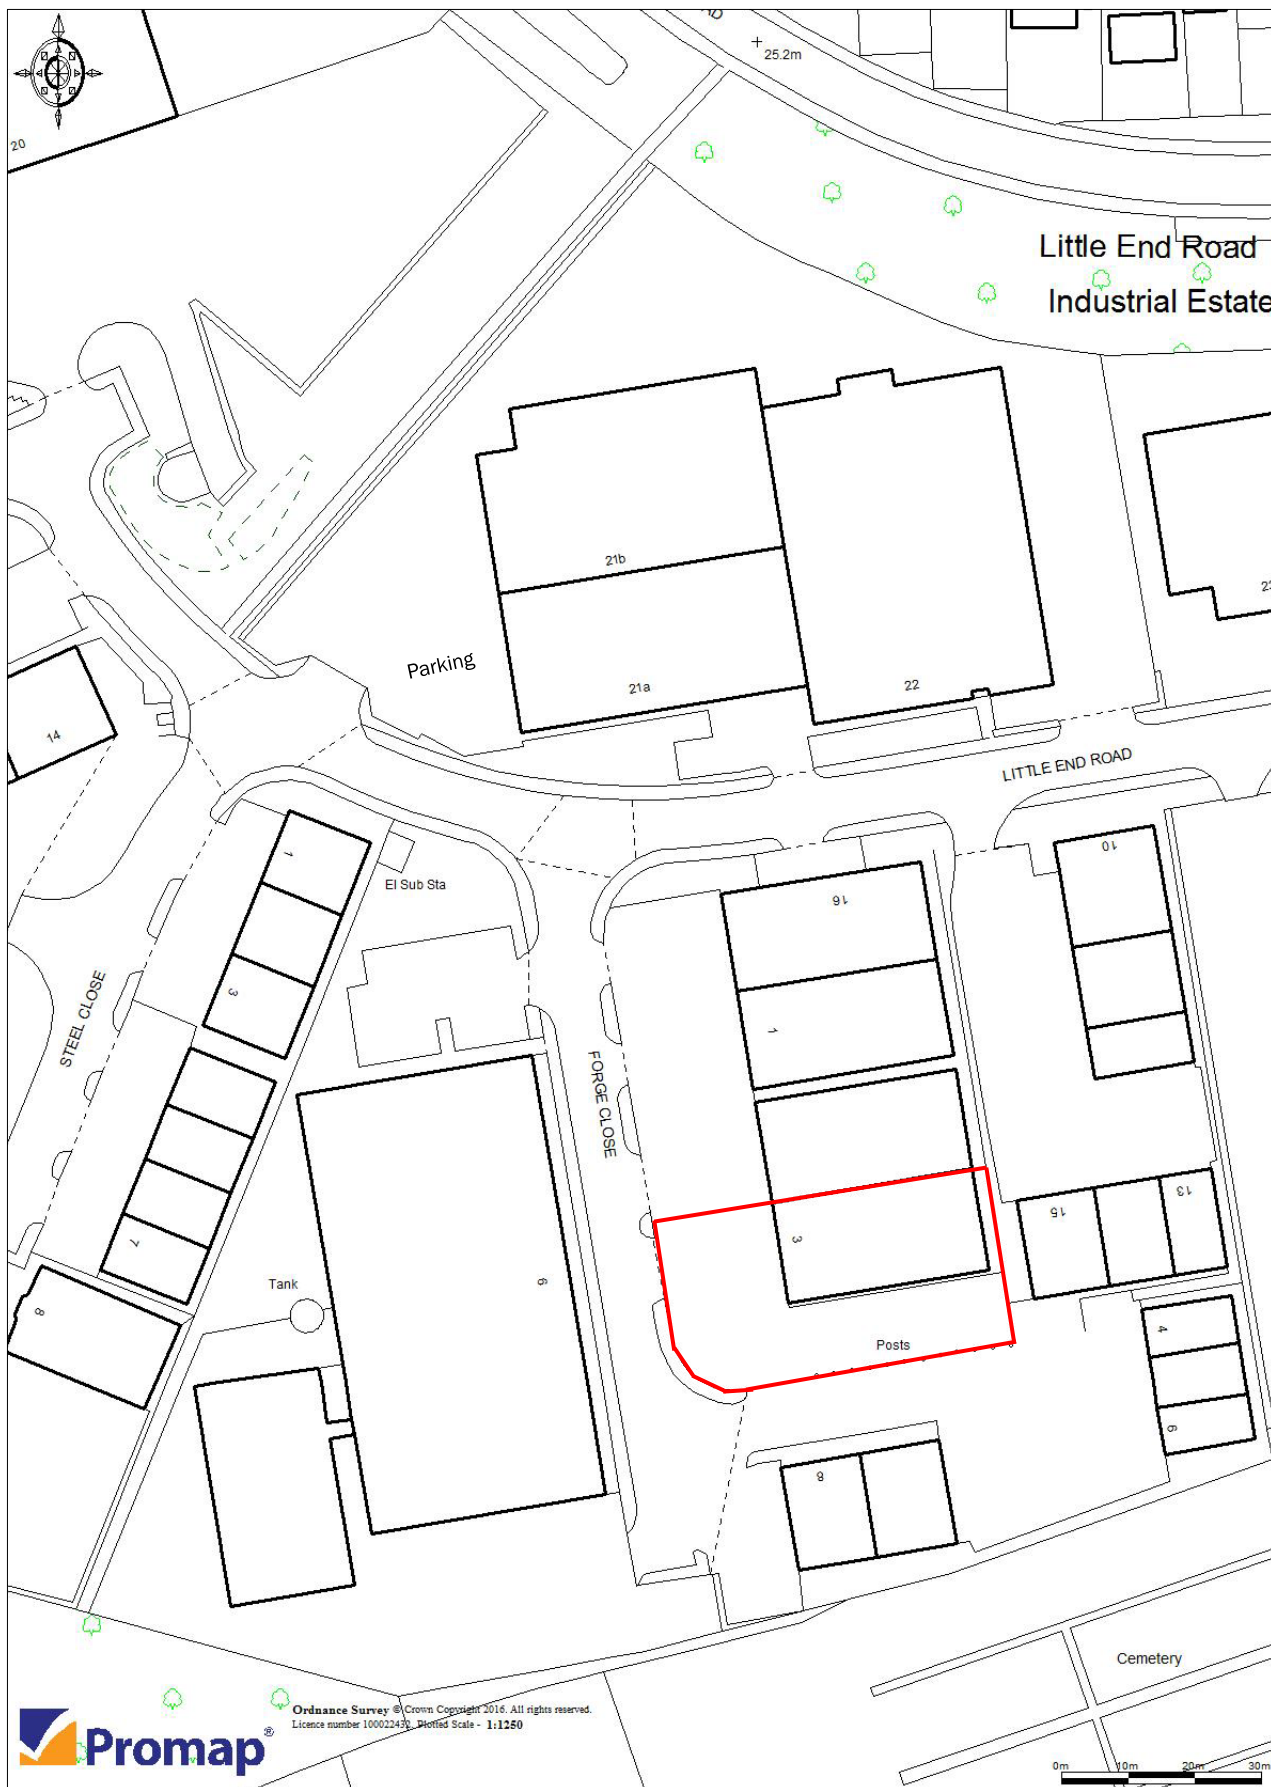 25.2m
20
Little End Road
Industrial Estate
21b
Parking
21a
22
14
LITTLE END ROAD
1
10
El Sub Sta
16
STEEL CLOSE
3
1
FORGE CLOSE
13
15
3
7
Tank
6
8
4
Posts
6
8
Cemetery
Ordnance Survey © Crown Copyright 2016. All rights reserved.
Licence number 100022432. Plotted Scale - 1:1250
Promap®
0m 10m 20m 30m